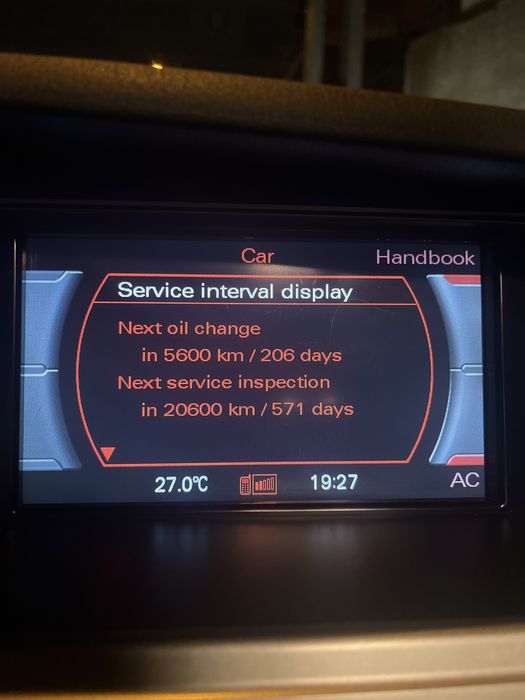 Car
Handbook
Service interval display
Next oil change
in 5600 km / 206 days
Next service inspection
in 20600 km / 571 days
27.0°C
19:27
AC